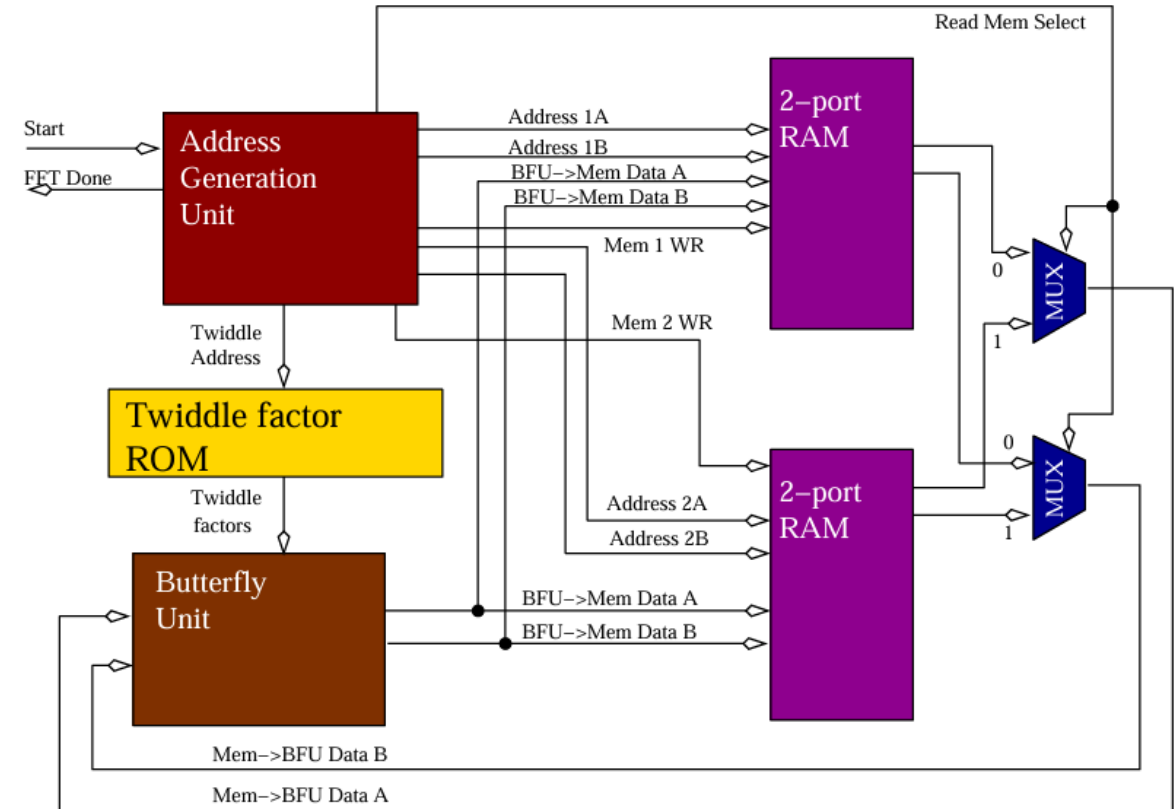 Read Mem Select
2-port
RAM
Address 1A
Start
Address
Generation
Unit
Address 1B
BFU->Mem Data A
FFT Done
BFU->Mem Data B
Mem 1 WR
0
MUX
Mem 2 WR
Twiddle
Address
1
Twiddle factor
ROM
0
MUX
Twiddle
factors
2-port
RAM
Address 2A
1
Address 2B
Butterfly
Unit
BFU->Mem Data A
BFU->Mem Data B
Mem->BFU Data B
Mem->BFU Data A